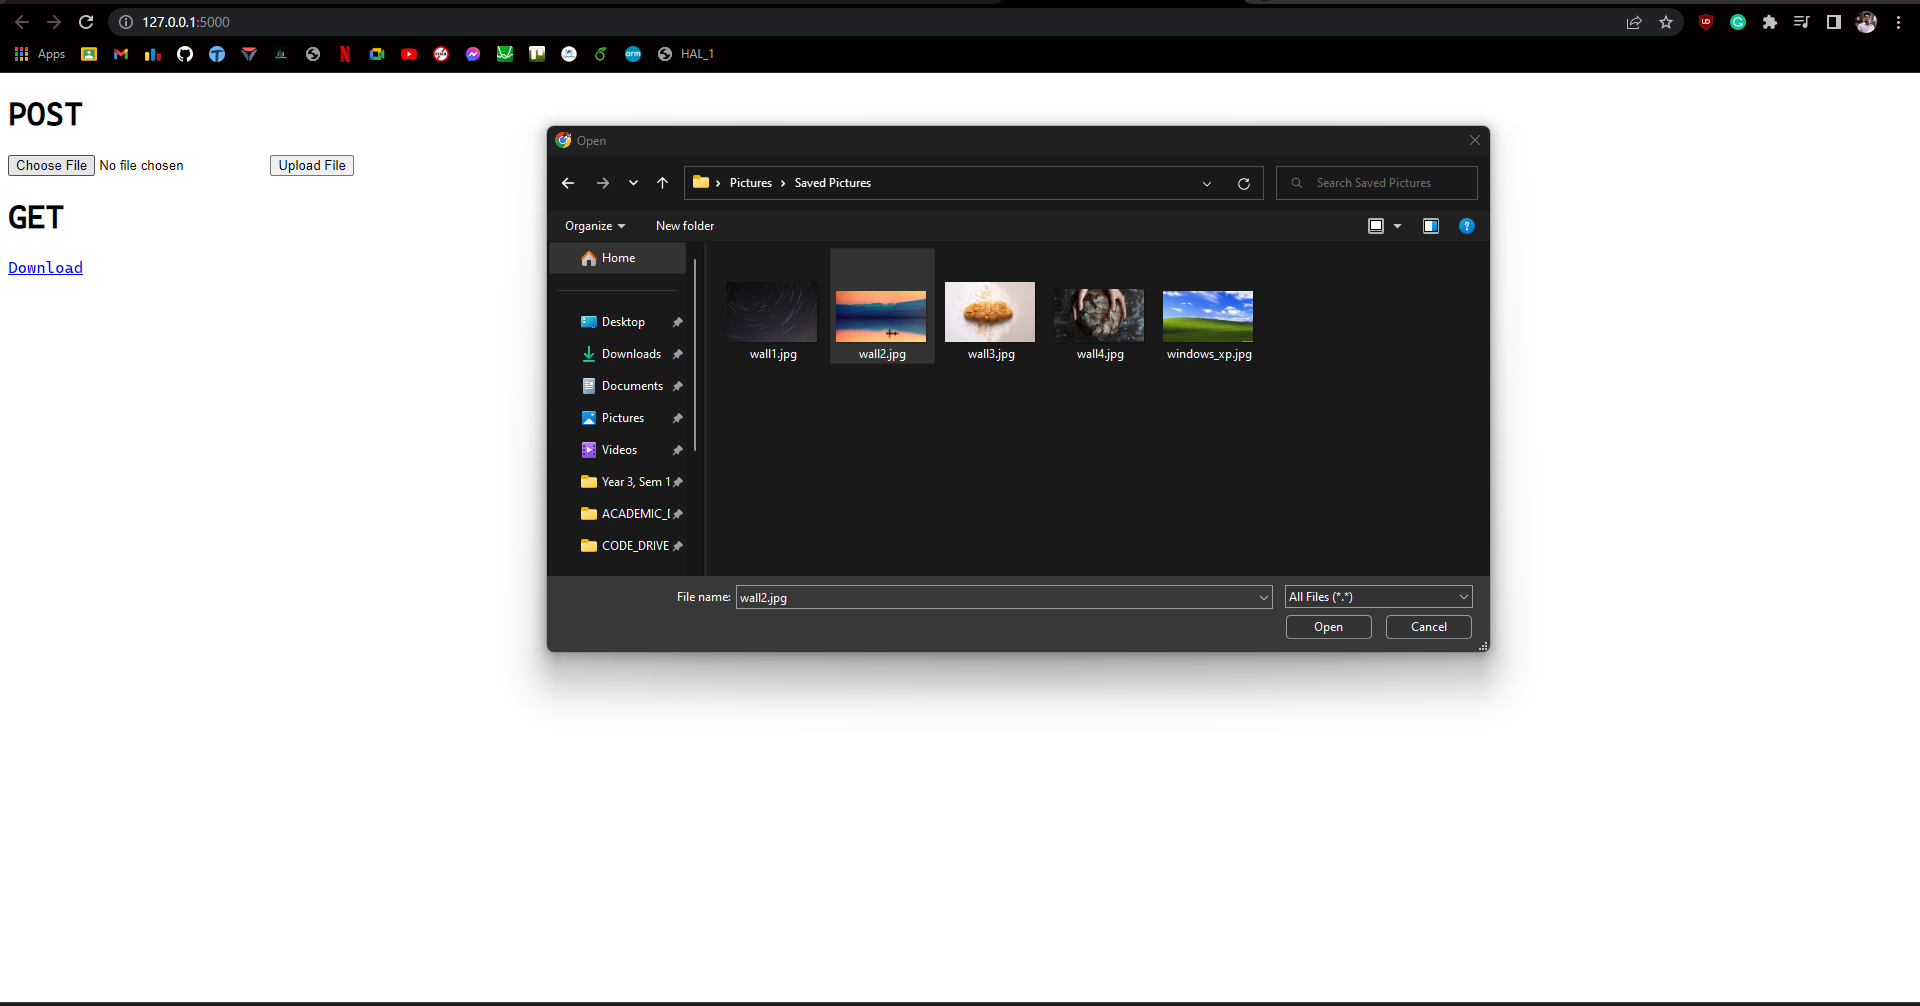 127.0.0.1:5000
Apps
HAL_1
POST
Choose File No file chosen Upload File
GET
Download
Open
Pictures Saved Pictures
Search Saved Pictures
Organize New folder
Home
Desktop
Downloads
Documents
Pictures
Videos
Year 3, Sem 1
ACADEMIC_D
CODE_DRIVE
wall1.jpg
wall2.jpg
wall3.jpg
wall4.jpg
windows_xp.jpg
File name: wall2.jpg
All Files (*.*)
Open Cancel